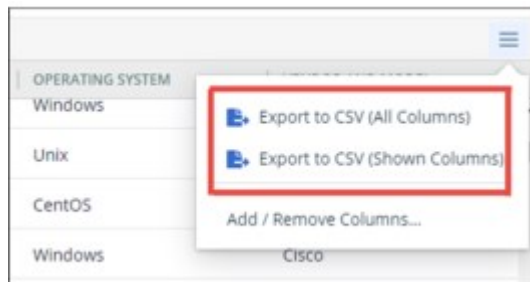 OPERATING SYSTEM
Windows
Export to CSV (All Columns)
Unix
Export to CSV (Shown Columns)
CentOS
Add / Remove Columns...
Windows
Cisco